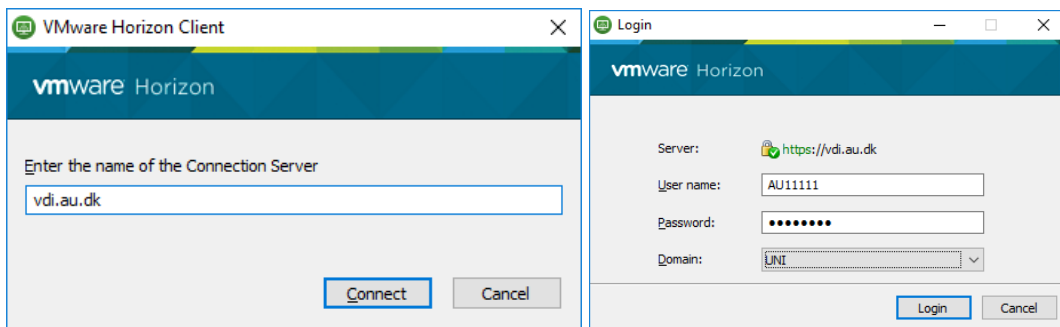 VMware Horizon Client
vmware Horizon
Enter the name of the Connection Server
vdi.au.dk
Connect
Cancel
Login
vmware Horizon
Server: https://vdi.au.dk
User name: AU11111
Password: ••••••••
Domain: UNI
Login
Cancel